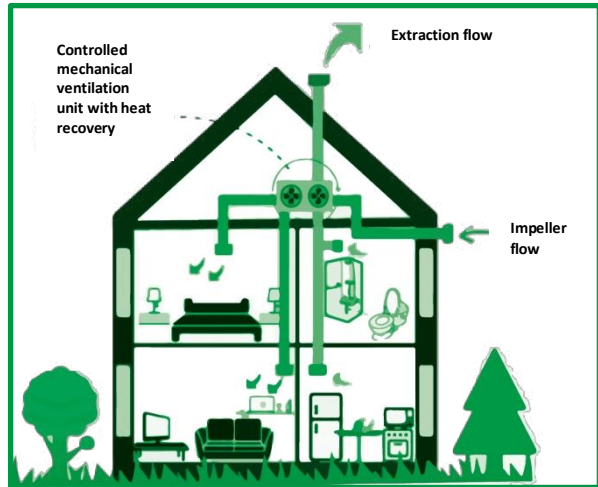 Controlled
mechanical
ventilation
unit with heat
recovery
Extraction flow
Impeller
flow